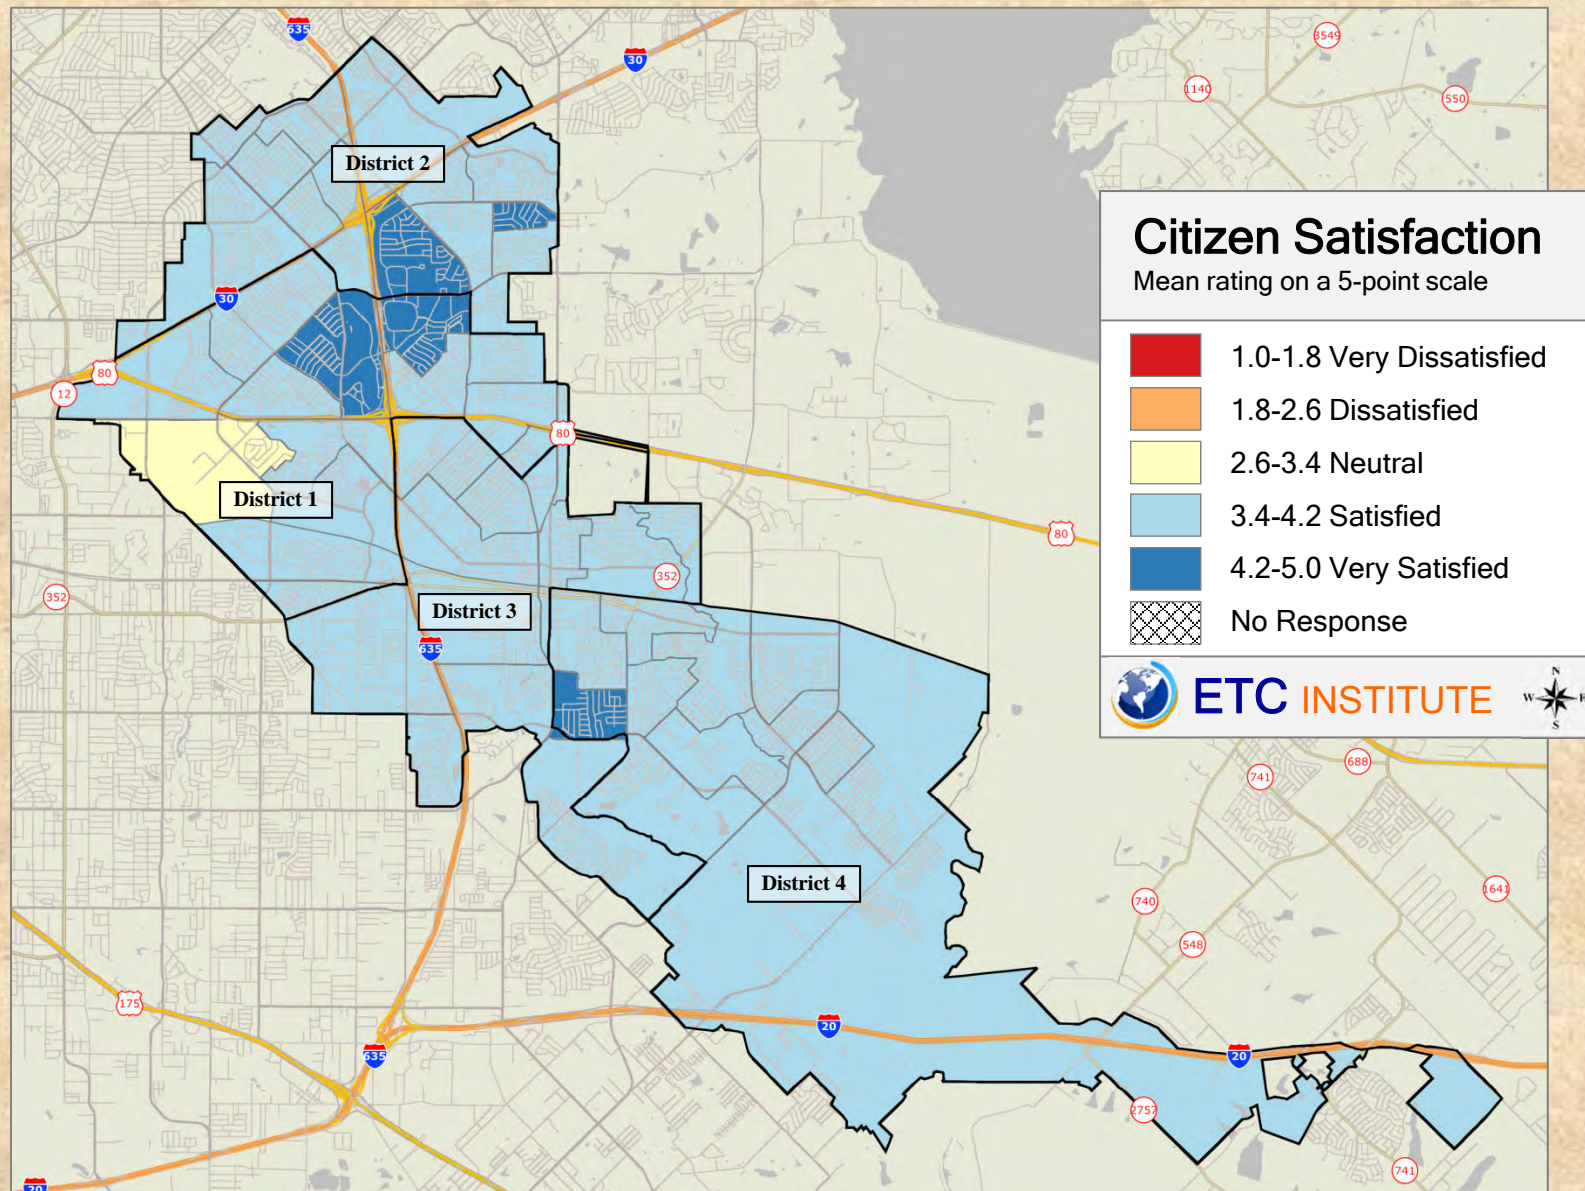 635
30
3549
1140
550
District 2
30
80
12
80
District 1
80
352
352
District 3
635
District 4
175
635
20
20
20
2757
741
741
688
740
548
1641
Citizen Satisfaction
Mean rating on a 5-point scale
1.0-1.8 Very Dissatisfied
1.8-2.6 Dissatisfied
2.6-3.4 Neutral
3.4-4.2 Satisfied
4.2-5.0 Very Satisfied
No Response
ETC INSTITUTE
N
W E
S